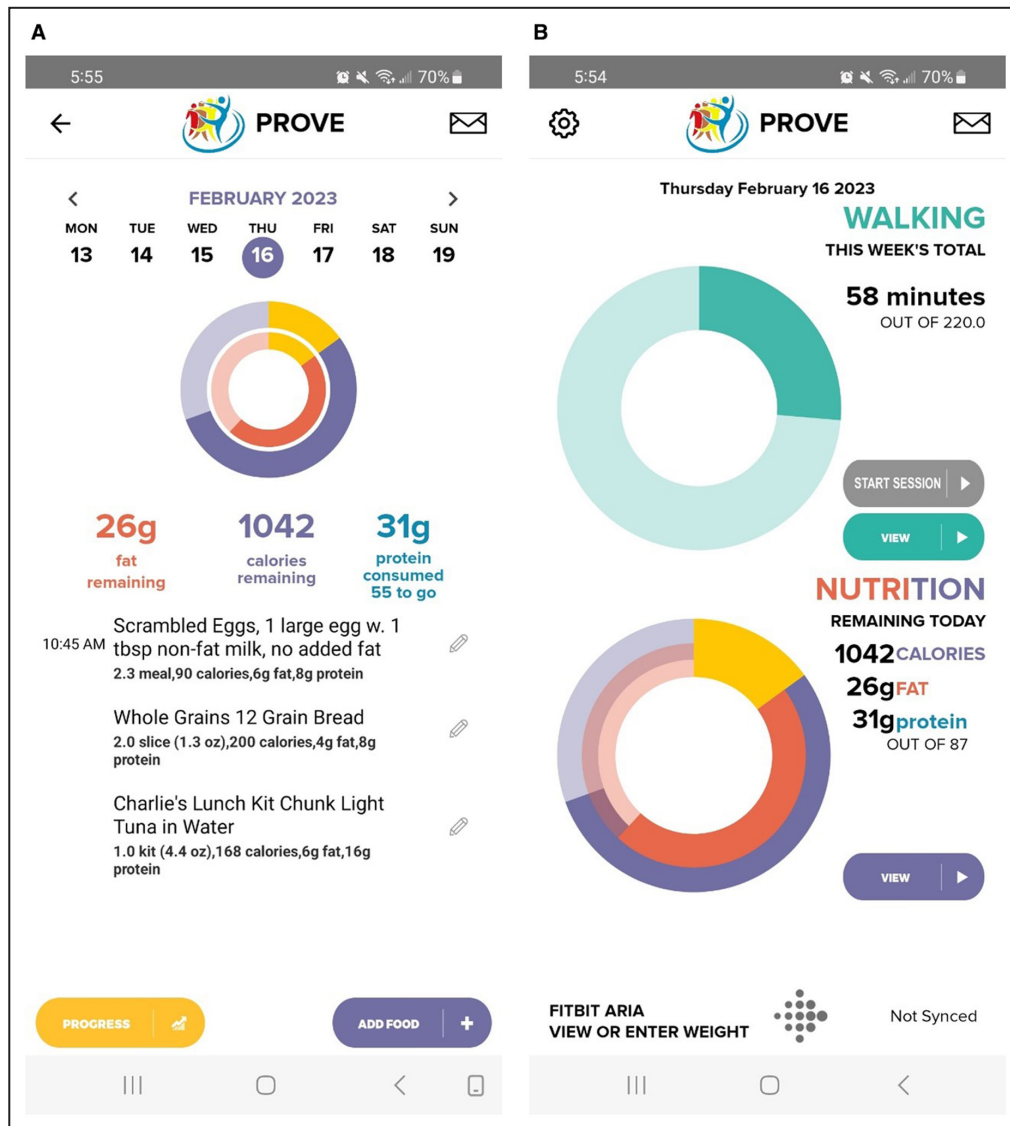 A
5:55
70%
PROVE
FEBRUARY 2023
MON TUE WED THU FRI SAT SUN
13 14 15 16 17 18 19
26g
fat
remaining
1042
calories
remaining
31g
protein
consumed
55 to go
10:45 AM
Scrambled Eggs, 1 large egg w. 1
tbsp non-fat milk, no added fat
2.3 meal,90 calories,6g fat,8g protein
Whole Grains 12 Grain Bread
2.0 slice (1.3 oz),200 calories,4g fat,8g
protein
Charlie's Lunch Kit Chunk Light
Tuna in Water
1.0 kit (4.4 oz),168 calories,6g fat,16g
protein
PROGRESS
ADD FOOD
B
5:54
70%
PROVE
Thursday February 16 2023
WALKING
THIS WEEK'S TOTAL
58 minutes
OUT OF 220.0
START SESSION
VIEW
NUTRITION
REMAINING TODAY
1042CALORIES
26gFAT
31gprotein
OUT OF 87
VIEW
FITBIT ARIA
VIEW OR ENTER WEIGHT
Not Synced